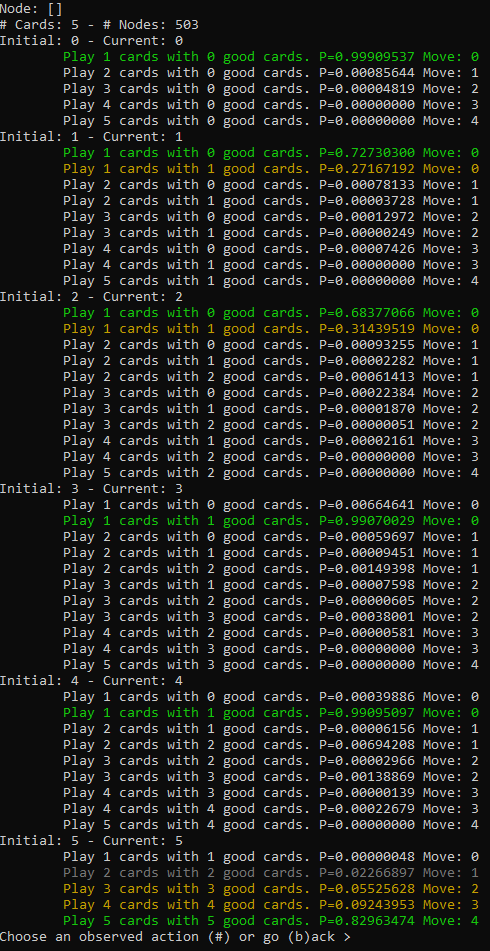 Node: []
# Cards: 5 - # Nodes: 503
Initial: 0 - Current: 0
Play 1 cards with 0 good cards. P=0.99909537 Move: 0
Play 2 cards with 0 good cards. P=0.00085644 Move: 1
Play 3 cards with 0 good cards. P=0.00004819 Move: 2
Play 4 cards with 0 good cards. P=0.00000000 Move: 3
Play 5 cards with 0 good cards. P=0.00000000 Move: 4
Initial: 1 - Current: 1
Play 1 cards with 0 good cards. P=0.72730300 Move: 0
Play 1 cards with 1 good cards. P=0.27167192 Move: 0
Play 2 cards with 0 good cards. P=0.00078133 Move: 1
Play 2 cards with 1 good cards. P=0.00003728 Move: 1
Play 3 cards with 0 good cards. P=0.00012972 Move: 2
Play 3 cards with 1 good cards. P=0.00000249 Move: 2
Play 4 cards with 0 good cards. P=0.00007426 Move: 3
Play 4 cards with 1 good cards. P=0.00000000 Move: 3
Play 5 cards with 1 good cards. P=0.00000000 Move: 4
Initial: 2 - Current: 2
Play 1 cards with 0 good cards. P=0.68377066 Move: 0
Play 1 cards with 1 good cards. P=0.31439519 Move: 0
Play 2 cards with 0 good cards. P=0.00093255 Move: 1
Play 2 cards with 1 good cards. P=0.00002282 Move: 1
Play 2 cards with 2 good cards. P=0.00061413 Move: 1
Play 3 cards with 0 good cards. P=0.00022384 Move: 2
Play 3 cards with 1 good cards. P=0.00001870 Move: 2
Play 3 cards with 2 good cards. P=0.00000051 Move: 2
Play 4 cards with 1 good cards. P=0.00002161 Move: 3
Play 4 cards with 2 good cards. P=0.00000000 Move: 3
Play 5 cards with 2 good cards. P=0.00000000 Move: 4
Initial: 3 - Current: 3
Play 1 cards with 0 good cards. P=0.00664641 Move: 0
Play 1 cards with 1 good cards. P=0.99070029 Move: 0
Play 2 cards with 0 good cards. P=0.00059697 Move: 1
Play 2 cards with 1 good cards. P=0.00009451 Move: 1
Play 2 cards with 2 good cards. P=0.00149398 Move: 1
Play 3 cards with 1 good cards. P=0.00007598 Move: 2
Play 3 cards with 2 good cards. P=0.00000605 Move: 2
Play 3 cards with 3 good cards. P=0.00038001 Move: 2
Play 4 cards with 2 good cards. P=0.00000581 Move: 3
Play 4 cards with 3 good cards. P=0.00000000 Move: 3
Play 5 cards with 3 good cards. P=0.00000000 Move: 4
Initial: 4 - Current: 4
Play 1 cards with 0 good cards. P=0.00039886 Move: 0
Play 1 cards with 1 good cards. P=0.99095097 Move: 0
Play 2 cards with 1 good cards. P=0.00006156 Move: 1
Play 2 cards with 2 good cards. P=0.00694208 Move: 1
Play 3 cards with 2 good cards. P=0.00002966 Move: 2
Play 3 cards with 3 good cards. P=0.00138869 Move: 2
Play 4 cards with 3 good cards. P=0.00000139 Move: 3
Play 4 cards with 4 good cards. P=0.00022679 Move: 3
Play 5 cards with 4 good cards. P=0.00000000 Move: 4
Initial: 5 - Current: 5
Play 1 cards with 1 good cards. P=0.00000048 Move: 0
Play 2 cards with 2 good cards. P=0.02266897 Move: 1
Play 3 cards with 3 good cards. P=0.05525628 Move: 2
Play 4 cards with 4 good cards. P=0.09243953 Move: 3
Play 5 cards with 5 good cards. P=0.82963474 Move: 4
Choose an observed action (#) or go (b)ack >